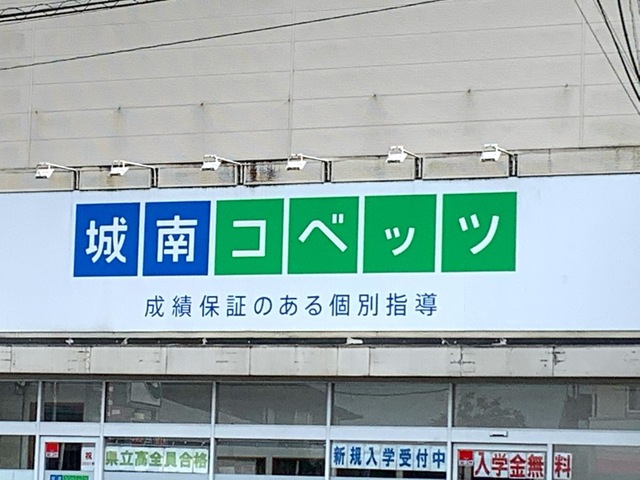 城南コベッツ
成績保証のある個別指導
祝
県立高全員合格
新規入学受付中
入学金無料